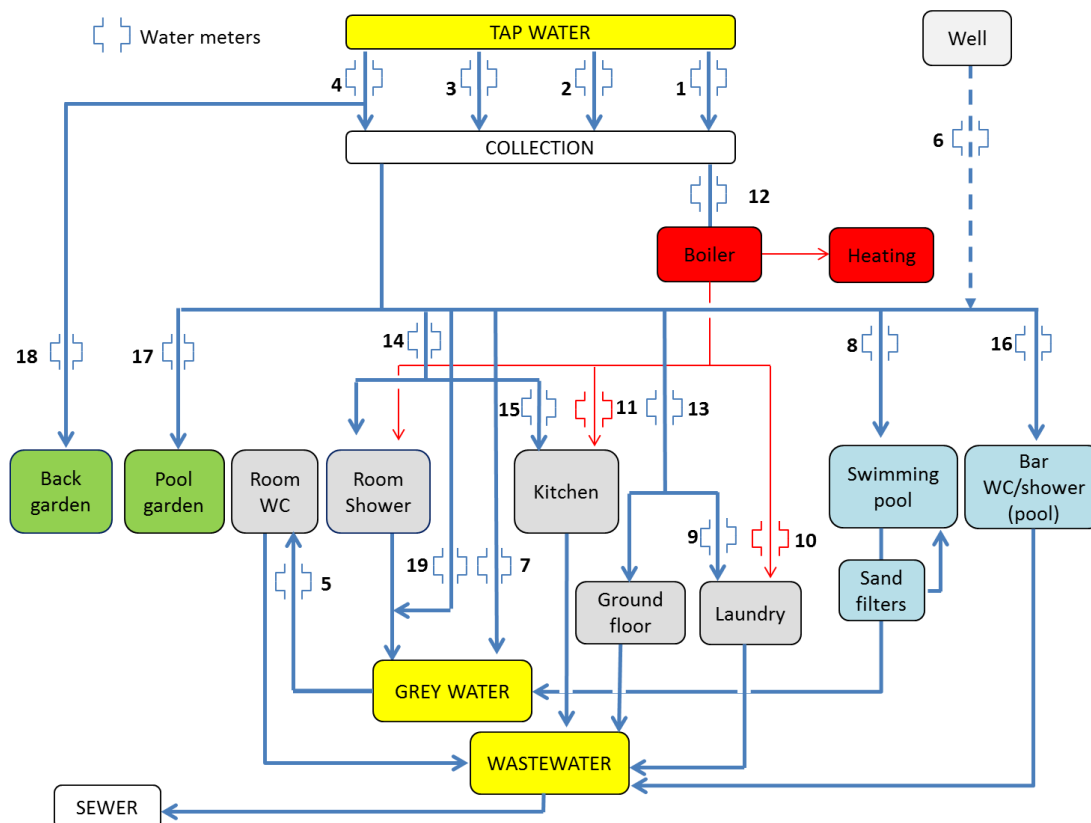 Water meters
TAP WATER
Well
4
3
2
1
6
COLLECTION
12
Boiler
Heating
18
17
14
8
16
15
11
13
Back
garden
Pool
garden
Room
WC
Room
Shower
Kitchen
Swimming
pool
Bar
WC/shower
(pool)
5
19
7
9
10
Ground
floor
Laundry
Sand
filters
GREY WATER
WASTEWATER
SEWER